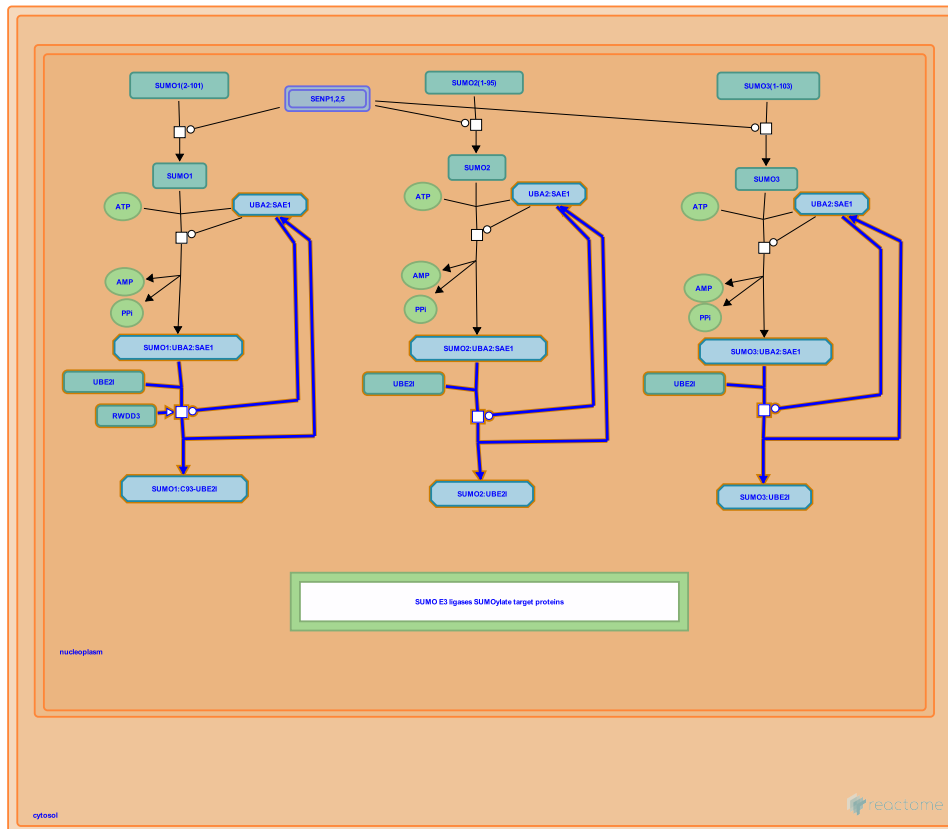 SUMO1(2-101)
SENP1,2,5
SUMO2(1-95)
SUMO3(1-103)
SUMO1
SUMO2
SUMO3
ATP
UBA2:SAE1
ATP
UBA2:SAE1
ATP
UBA2:SAE1
AMP
PPi
AMP
PPi
AMP
PPi
SUMO1:UBA2:SAE1
SUMO2:UBA2:SAE1
SUMO3:UBA2:SAE1
UBE2I
UBE2I
UBE2I
RWDD3
SUMO1:C93-UBE2I
SUMO2:UBE2I
SUMO3:UBE2I
SUMO E3 ligases SUMOylate target proteins
nucleoplasm
cytosol
reactome